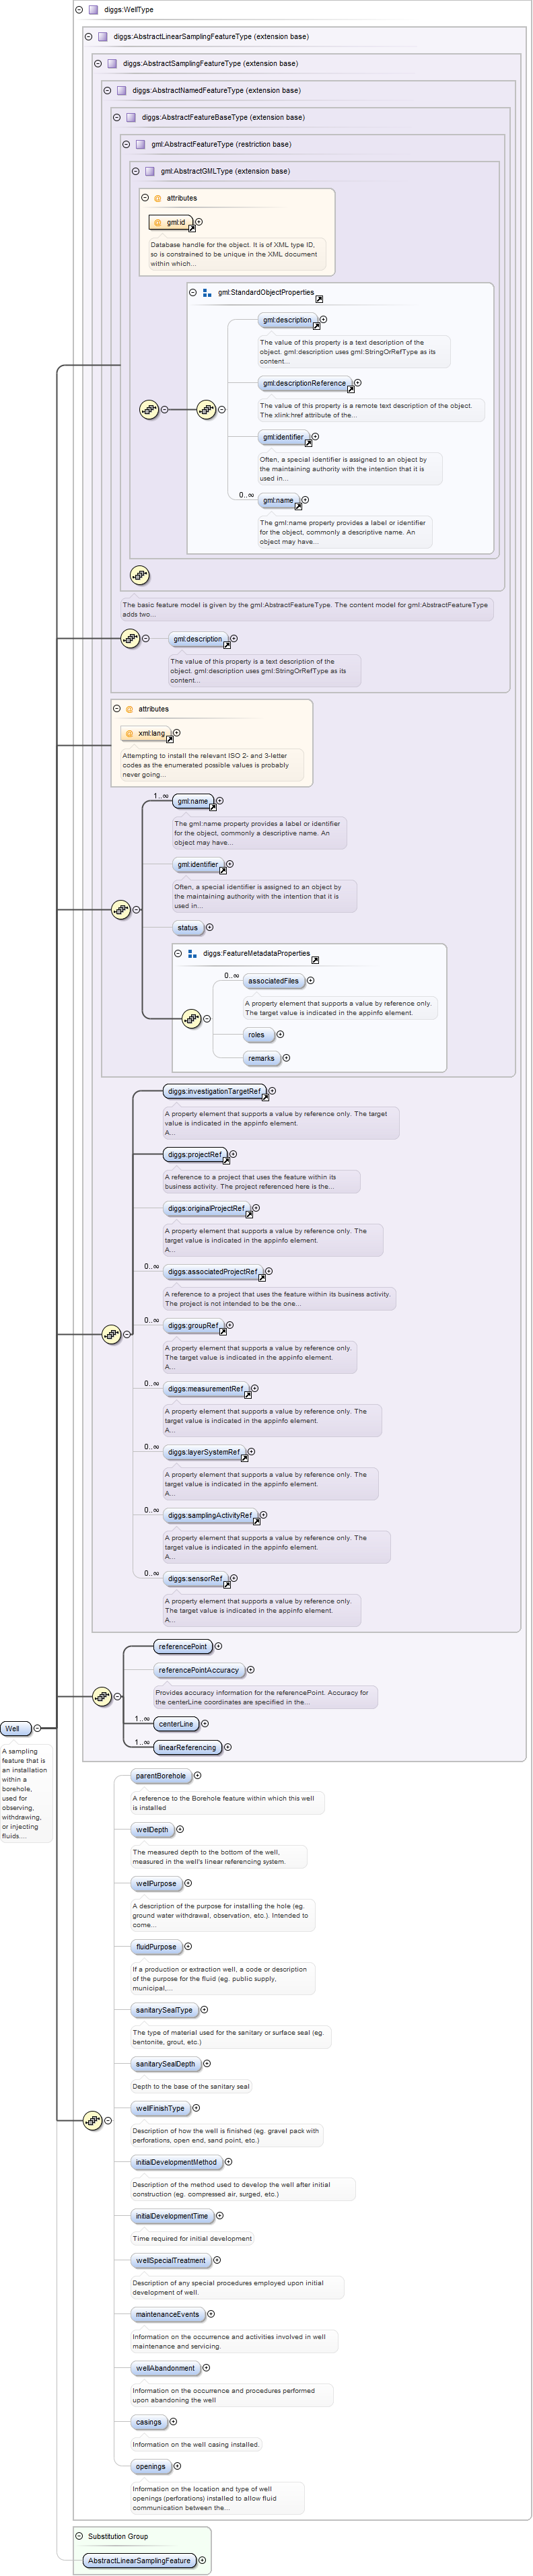 diggs:WellType
diggs:AbstractLinearSamplingFeatureType (extension base)
diggs:AbstractSamplingFeatureType (extension base)
diggs:AbstractNamedFeatureType (extension base)
diggs:AbstractFeatureBaseType (extension base)
gml:AbstractFeatureType (restriction base)
gml:AbstractGMLType (extension base)
@ attributes
@ gml:id
Database handle for the object. It is of XML type ID,
so is constrained to be unique in the XML document
within which...
gml:StandardObjectProperties
gml:description
The value of this property is a text description of the
object. gml:description uses gml:StringOrRefType as its
content...
gml:descriptionReference
The value of this property is a remote text description of the object.
The xlink:href attribute of the...
gml:identifier
Often, a special identifier is assigned to an object by
the maintaining authority with the intention that it is
used in...
0..∞
gml:name
The gml:name property provides a label or identifier
for the object, commonly a descriptive name. An
object may have...
The basic feature model is given by the gml:AbstractFeatureType. The content model for gml:AbstractFeatureType
adds two...
gml:description
The value of this property is a text description of the
object. gml:description uses gml:StringOrRefType as its
content...
@ attributes
@ xml:lang
Attempting to install the relevant ISO 2- and 3-letter
codes as the enumerated possible values is probably
never going...
1..∞
gml:name
The gml:name property provides a label or identifier
for the object, commonly a descriptive name. An
object may have...
gml:identifier
Often, a special identifier is assigned to an object by
the maintaining authority with the intention that it is
used in...
status
diggs:FeatureMetadataProperties
0..∞
associatedFiles
A property element that supports a value by reference only.
The target value is indicated in the appinfo element.
roles
remarks
diggs:investigationTargetRef
A property element that supports a value by reference only. The target
value is indicated in the appinfo element.
A...
diggs:projectRef
A reference to a project that uses the feature within its
business activity. The project referenced here is the...
diggs:originalProjectRef
A property element that supports a value by reference only. The
target value is indicated in the appinfo element.
A...
0..∞
diggs:associatedProjectRef
A reference to a project that uses the feature within its business activity.
The project is not intended to be the one...
0..∞
diggs:groupRef
A property element that supports a value by reference only.
The target value is indicated in the appinfo element.
A...
0..∞
diggs:measurementRef
A property element that supports a value by reference only. The
target value is indicated in the appinfo element.
A...
0..∞
diggs:layerSystemRef
A property element that supports a value by reference only. The
target value is indicated in the appinfo element.
A...
0..∞
diggs:samplingActivityRef
A property element that supports a value by reference only. The
target value is indicated in the appinfo element.
A...
0..∞
diggs:sensorRef
A property element that supports a value by reference only.
The target value is indicated in the appinfo element.
A...
referencePoint
referencePointAccuracy
Provides accuracy information for the referencePoint. Accuracy for
the centerLine coordinates are specified in the...
1..∞
centerLine
1..∞
linearReferencing
Well
A sampling
feature that is
an installation
within a
borehole,
used for
observing,
withdrawing,
or injecting
fluids....
parentBorehole
A reference to the Borehole feature within which this well
is installed
wellDepth
The measured depth to the bottom of the well,
measured in the well's linear referencing system.
wellPurpose
A description of the purpose for installing the hole (eg.
ground water withdrawal, observation, etc.). Intended to
come...
fluidPurpose
If a production or extraction well, a code or description
of the purpose for the fluid (eg. public supply,
municipal,...
sanitarySealType
The type of material used for the sanitary or surface seal (eg.
bentonite, grout, etc.)
sanitarySealDepth
Depth to the base of the sanitary seal
wellFinishType
Description of how the well is finished (eg. gravel pack with
perforations, open end, sand point, etc.)
initialDevelopmentMethod
Description of the method used to develop the well after initial
construction (eg. compressed air, surged, etc.)
initialDevelopmentTime
Time required for initial development
wellSpecialTreatment
Description of any special procedures employed upon initial
development of well.
maintenanceEvents
Information on the occurrence and activities involved in well
maintenance and servicing.
wellAbandonment
Information on the occurrence and procedures performed
upon abandoning the well
casings
Information on the well casing installed.
openings
Information on the location and type of well
openings (perforations) installed to allow fluid
communication between the...
Substitution Group
AbstractLinearSamplingFeature